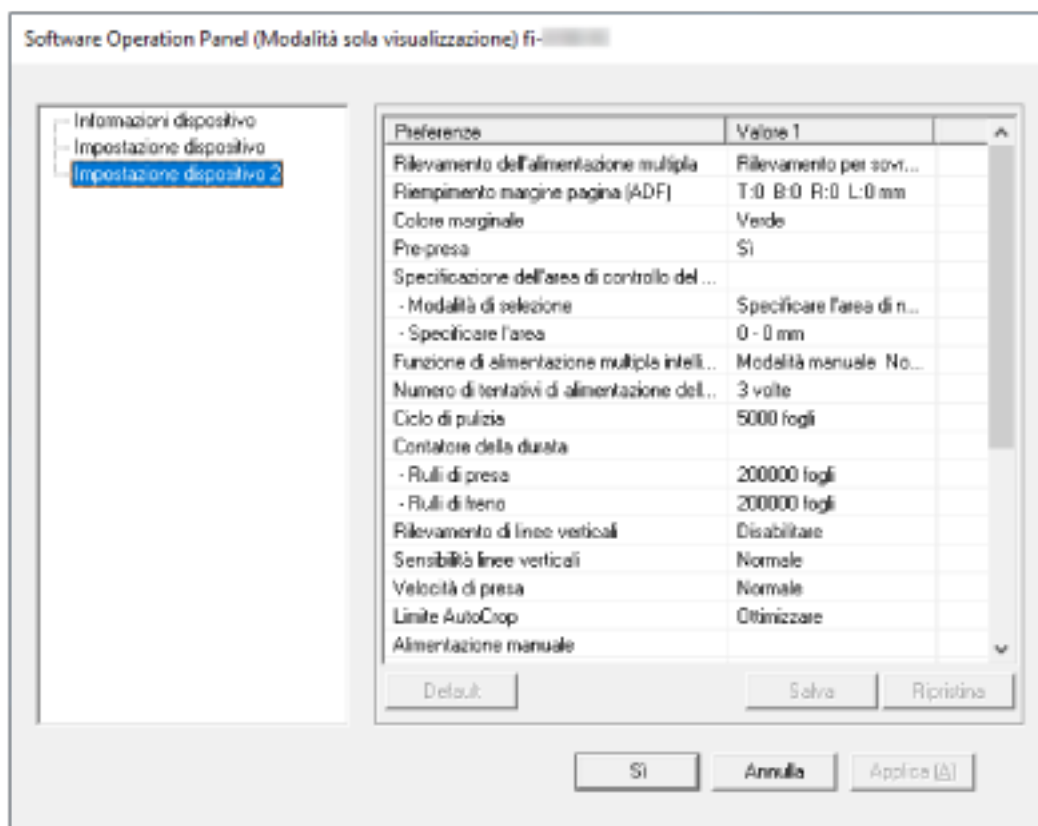 Software Operation Panel (Modalità sola visualizzazione) fi-
Informazioni dispositivo
Impostazione dispositivo
Impostazione dispositivo 2
Preferenze Valore 1
Rilevamento dell'alimentazione multipla Rilevamento per sovr...
Riempimento margine pagina (ADF) T:0 B:0 R:0 L:0 mm
Colore marginale Verde
Pre-presa Sì
Specificazione dell'area di controllo del ...
- Modalità di selezione Specificare l'area di n...
- Specificare l'area 0 - 0 mm
Funzione di alimentazione multipla intelli... Modalità manuale No...
Numero di tentativi di alimentazione dell... 3 volte
Ciclo di pulizia 5000 fogli
Contatore della durata
- Rulli di presa 200000 fogli
- Rulli di freno 200000 fogli
Rilevamento di linee verticali Disabilitare
Sensibilità linee verticali Normale
Velocità di presa Normale
Limite AutoCrop Ottimizzare
Alimentazione manuale
Default Salva Ripristina
Sì Annulla Applica (A)